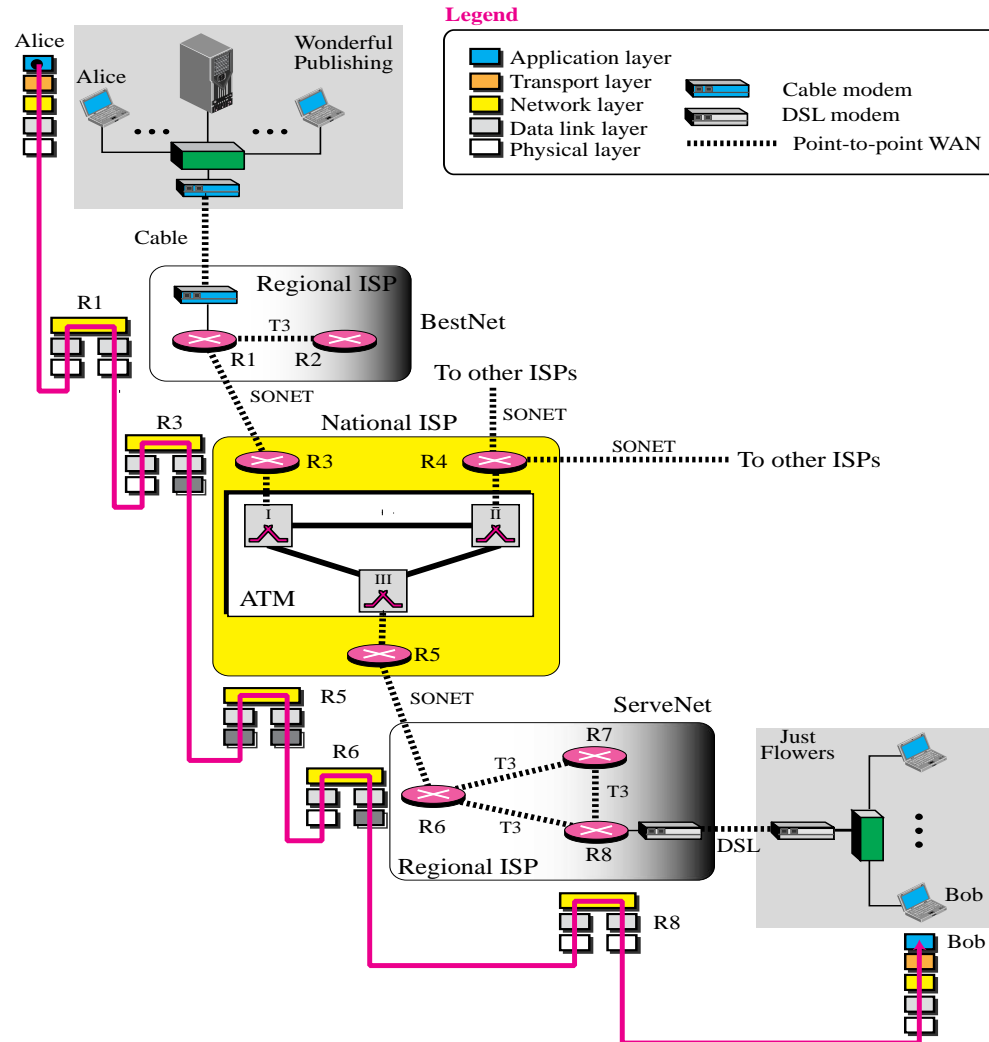 Legend
Application layer
Transport layer
Network layer
Data link layer
Physical layer
Cable modem
DSL modem
Point-to-point WAN
Alice
Alice
Wonderful
Publishing
Cable
Regional ISP
T3
R1
R2
BestNet
R1
SONET
To other ISPs
SONET
National ISP
R3
R3
R4
SONET
To other ISPs
I
II
III
ATM
R5
R5
SONET
ServeNet
R7
T3
T3
R6
R6
T3
R8
Regional ISP
DSL
Just
Flowers
Bob
R8
Bob